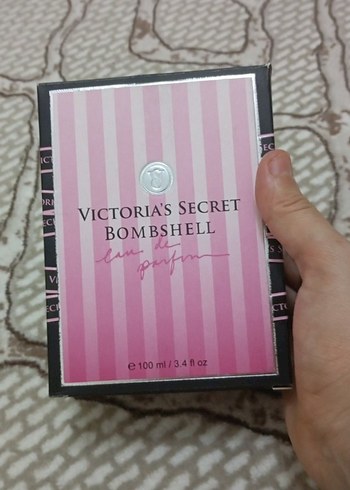 VICTORIA'S SECRET
BOMBSHELL
eau de
parfum
e 100 ml / 3.4 fl oz